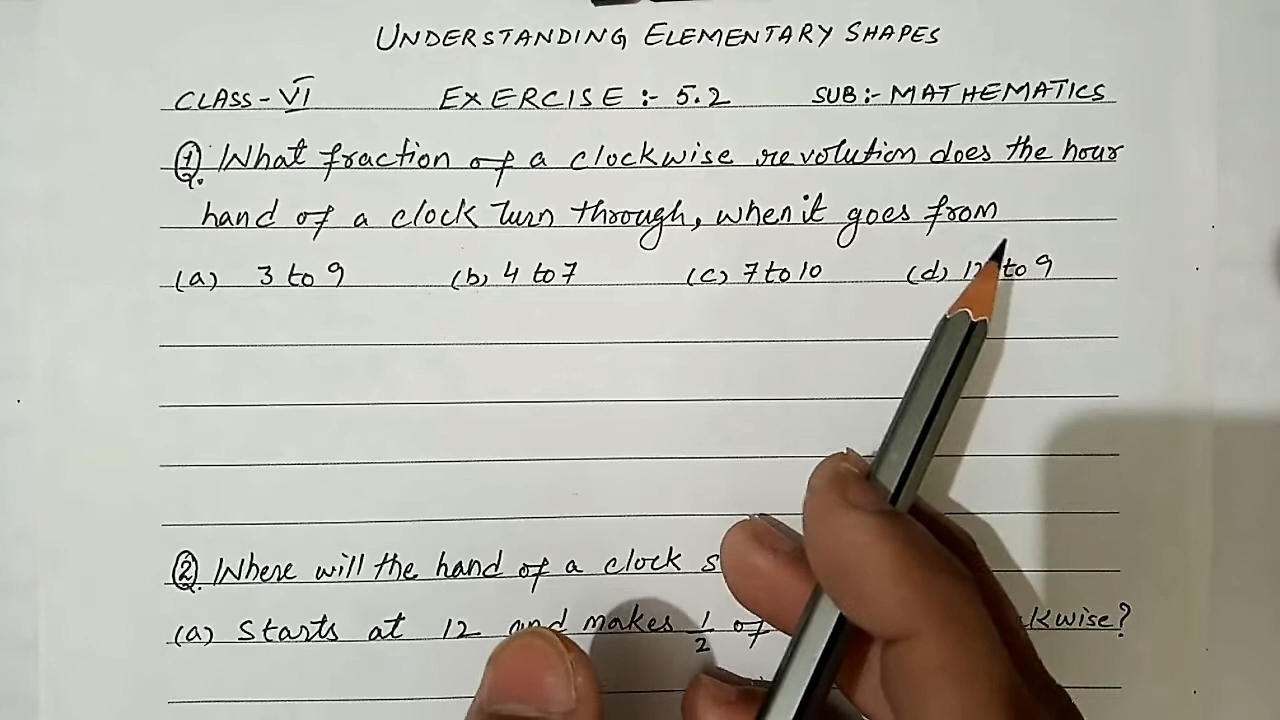 UNDERSTANDING ELEMENTARY SHAPES
CLASS-VI EXERCISE :- 5.2 SUB:- MATHEMATICS
Q.1 What fraction of a clockwise revolution does the hour
hand of a clock turn through, when it goes from
(a) 3 to 9 (b) 4 to 7 (c) 7 to 10 (d) to 9
Q.2 Where will the hand of a clock
(a) Starts at 12 and makes 1/2 of